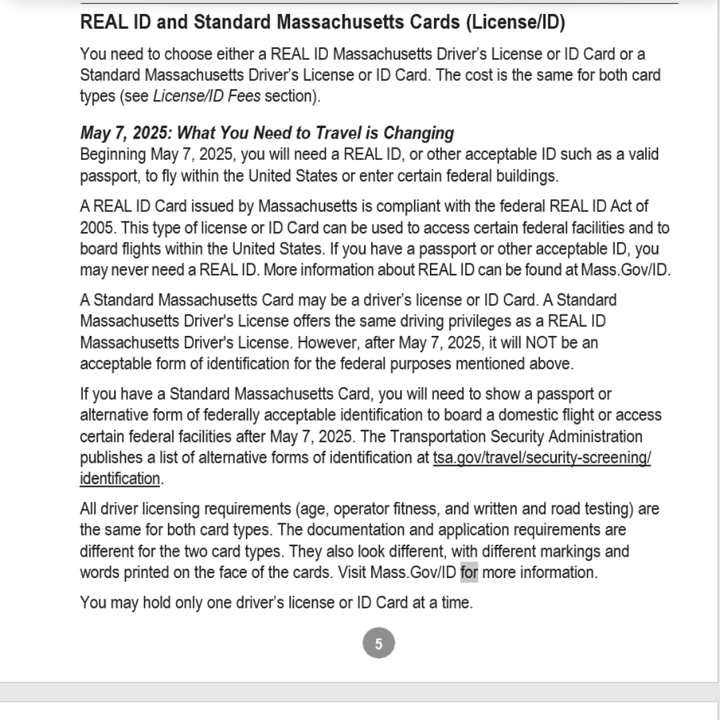 REAL ID and Standard Massachusetts Cards (License/ID)
You need to choose either a REAL ID Massachusetts Driver's License or ID Card or a
Standard Massachusetts Driver's License or ID Card. The cost is the same for both card
types (see License/ID Fees section).
May 7, 2025: What You Need to Travel is Changing
Beginning May 7, 2025, you will need a REAL ID, or other acceptable ID such as a valid
passport, to fly within the United States or enter certain federal buildings.
A REAL ID Card issued by Massachusetts is compliant with the federal REAL ID Act of
2005. This type of license or ID Card can be used to access certain federal facilities and to
board flights within the United States. If you have a passport or other acceptable ID, you
may never need a REAL ID. More information about REAL ID can be found at Mass.Gov/ID.
A Standard Massachusetts Card may be a driver's license or ID Card. A Standard
Massachusetts Driver's License offers the same driving privileges as a REAL ID
Massachusetts Driver's License. However, after May 7, 2025, it will NOT be an
acceptable form of identification for the federal purposes mentioned above.
If you have a Standard Massachusetts Card, you will need to show a passport or
alternative form of federally acceptable identification to board a domestic flight or access
certain federal facilities after May 7, 2025. The Transportation Security Administration
publishes a list of alternative forms of identification at tsa.gov/travel/security-screening/
identification.
All driver licensing requirements (age, operator fitness, and written and road testing) are
the same for both card types. The documentation and application requirements are
different for the two card types. They also look different, with different markings and
words printed on the face of the cards. Visit Mass.Gov/ID for more information.
You may hold only one driver's license or ID Card at a time.
5